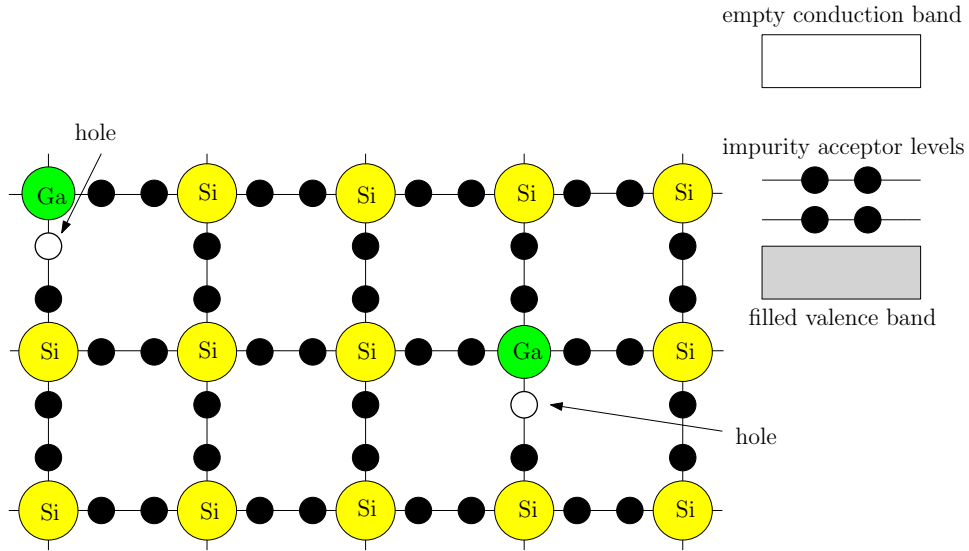 empty conduction band
hole
impurity acceptor levels
Ga Si Si Si Si
filled valence band
Si Si Si Ga Si
hole
Si Si Si Si Si